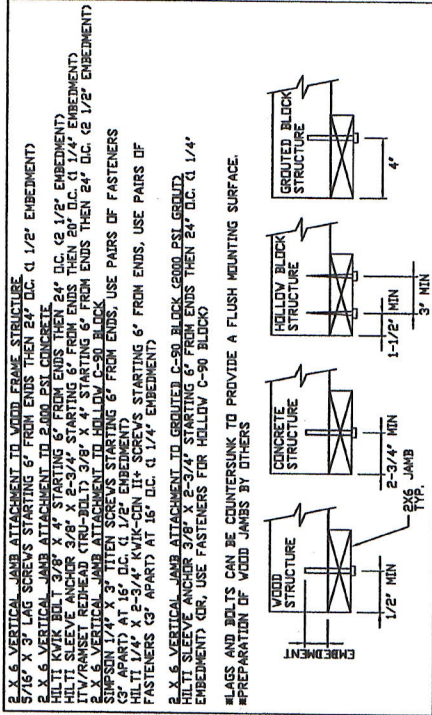 2 X 6 VERTICAL JAMB ATTACHMENT TO WOOD FRAME STRUCTURE
5/16" X 3" LAG SCREWS STARTING 6" FROM ENDS THEN 24" O.C. (1 1/2" EMBEDMENT)
2 X 6 VERTICAL JAMB ATTACHMENT TO 2,000 PSI CONCRETE
HILTI KWIK BOLT 3/8" X 4" STARTING 6" FROM ENDS THEN 24" O.C. (2 1/2" EMBEDMENT)
HILTI SLEEVE ANCHOR 3/8" X 2-3/4" STARTING 6" FROM ENDS THEN 20" O.C. (1 1/4" EMBEDMENT)
ITW/RAMSET REDHEAD (TRU-BOLT) 3/8" X 4" STARTING 6" FROM ENDS THEN 24" O.C. (2 1/2" EMBEDMENT)
2 X 6 VERTICAL JAMB ATTACHMENT TO HOLLOW C-90 BLOCK
SIMPSON 1/4" X 3" TITEN SCREWS STARTING 6" FROM ENDS, USE PAIRS OF FASTENERS
(3" APART) AT 16" O.C. (1 1/2" EMBEDMENT)
HILTI 1/4" X 2-3/4" KWIK-CON II+ SCREWS STARTING 6" FROM ENDS, USE PAIRS OF
FASTENERS (3" APART) AT 16" O.C. (1 1/4" EMBEDMENT)
2 X 6 VERTICAL JAMB ATTACHMENT TO GROUTED C-90 BLOCK (2000 PSI GROUT)
HILTI SLEEVE ANCHOR 3/8" X 2-3/4" STARTING 6" FROM ENDS THEN 24" O.C. (1 1/4"
EMBEDMENT) (OR, USE FASTENERS FOR HOLLOW C-90 BLOCK)
*LAGS AND BOLTS CAN BE COUNTERSUNK TO PROVIDE A FLUSH MOUNTING SURFACE.
*PREPARATION OF WOOD JAMBS BY OTHERS
EMBEDMENT
WOOD
STRUCTURE
1/2" MIN
2X6 JAMB
TYP.
CONCRETE
STRUCTURE
2-3/4" MIN
HOLLOW BLOCK
STRUCTURE
1-1/2" MIN
3" MIN
GROUTED BLOCK
STRUCTURE
4"